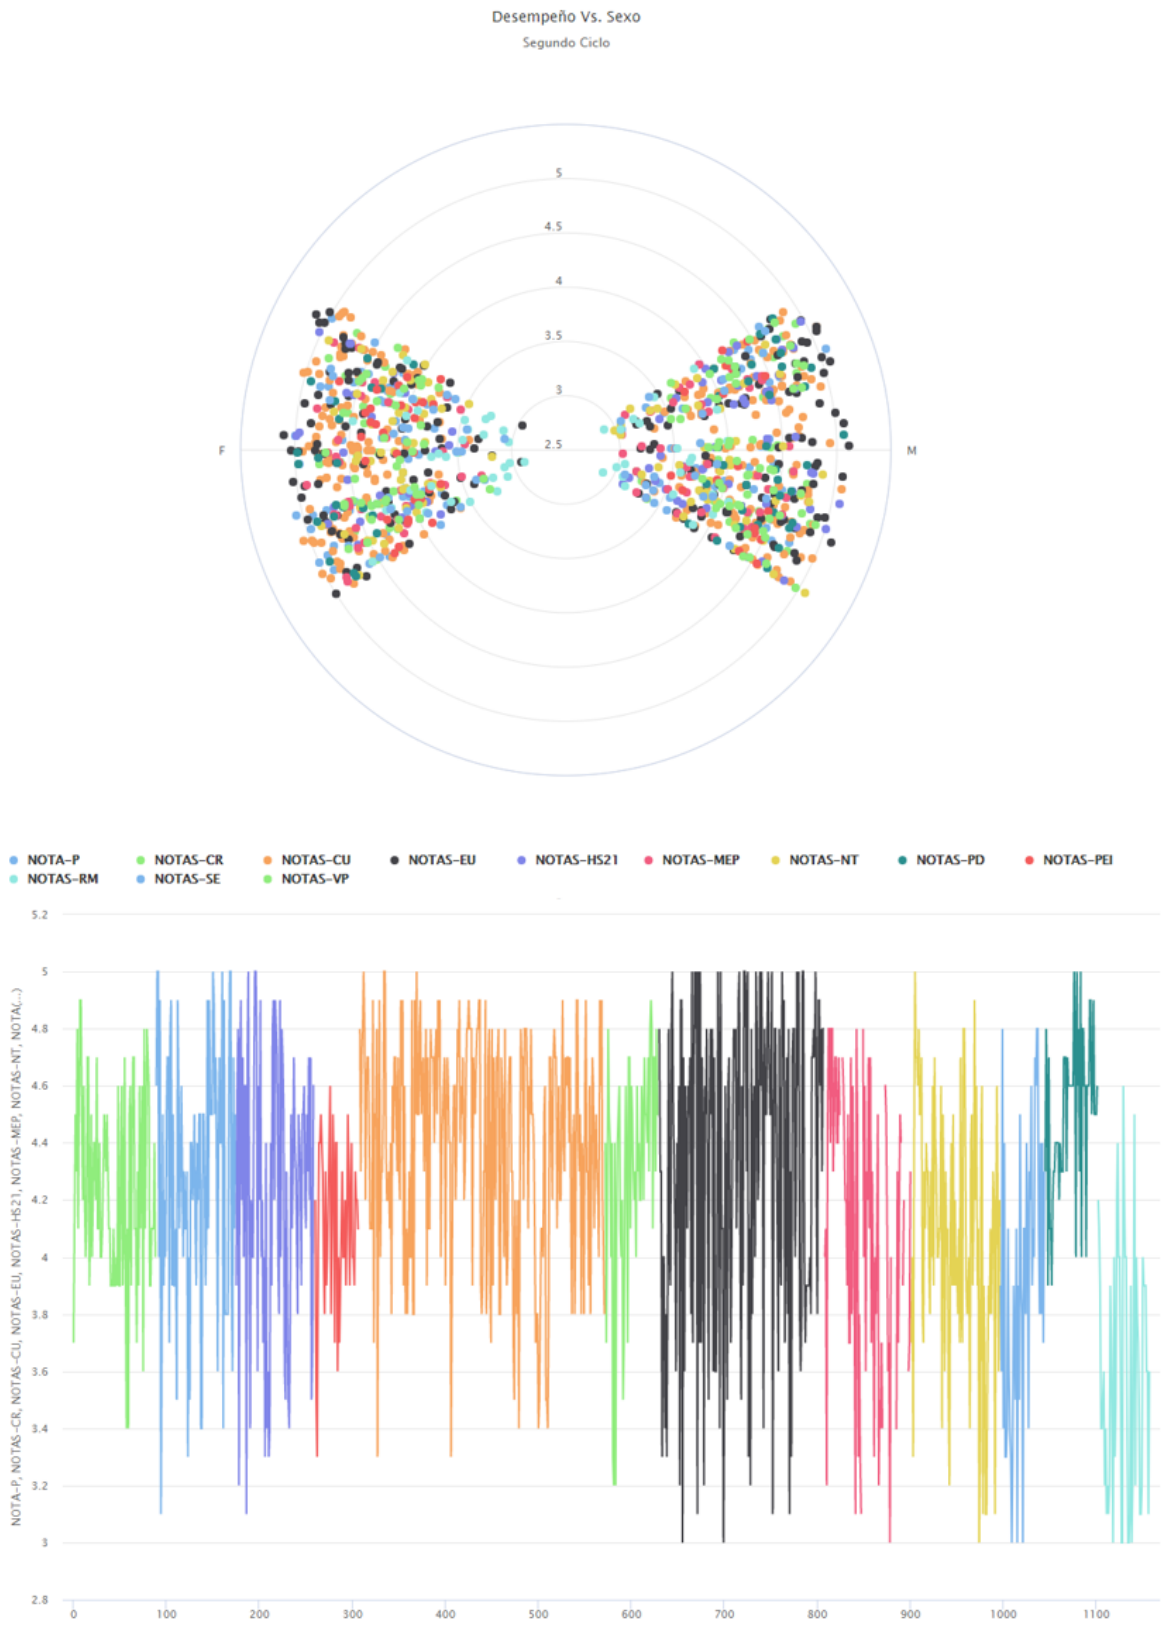 Desempeño Vs. Sexo
Segundo Ciclo
5
4.5
4
3.5
3
2.5
F
M
NOTA-P NOTAS-CR NOTAS-CU NOTAS-EU NOTAS-HS21 NOTAS-MEP NOTAS-NT NOTAS-PD NOTAS-PEI
NOTAS-RM NOTAS-SE NOTAS-VP
NOTA-P, NOTAS-CR, NOTAS-CU, NOTAS-EU, NOTAS-HS21, NOTAS-MEP, NOTAS-NT, NOTA(...)
5.2
5
4.8
4.6
4.4
4.2
4
3.8
3.6
3.4
3.2
3
2.8
0 100 200 300 400 500 600 700 800 900 1000 1100